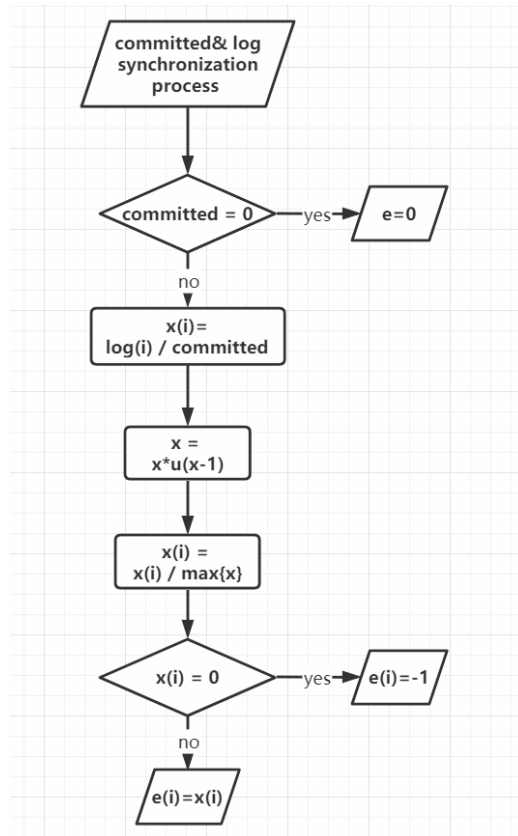 committed& log
synchronization
process
committed = 0
yes
e=0
no
x(i)=
log(i) / committed
x =
x*u(x-1)
x(i) =
x(i) / max{x}
x(i) = 0
yes
e(i)=-1
no
e(i)=x(i)